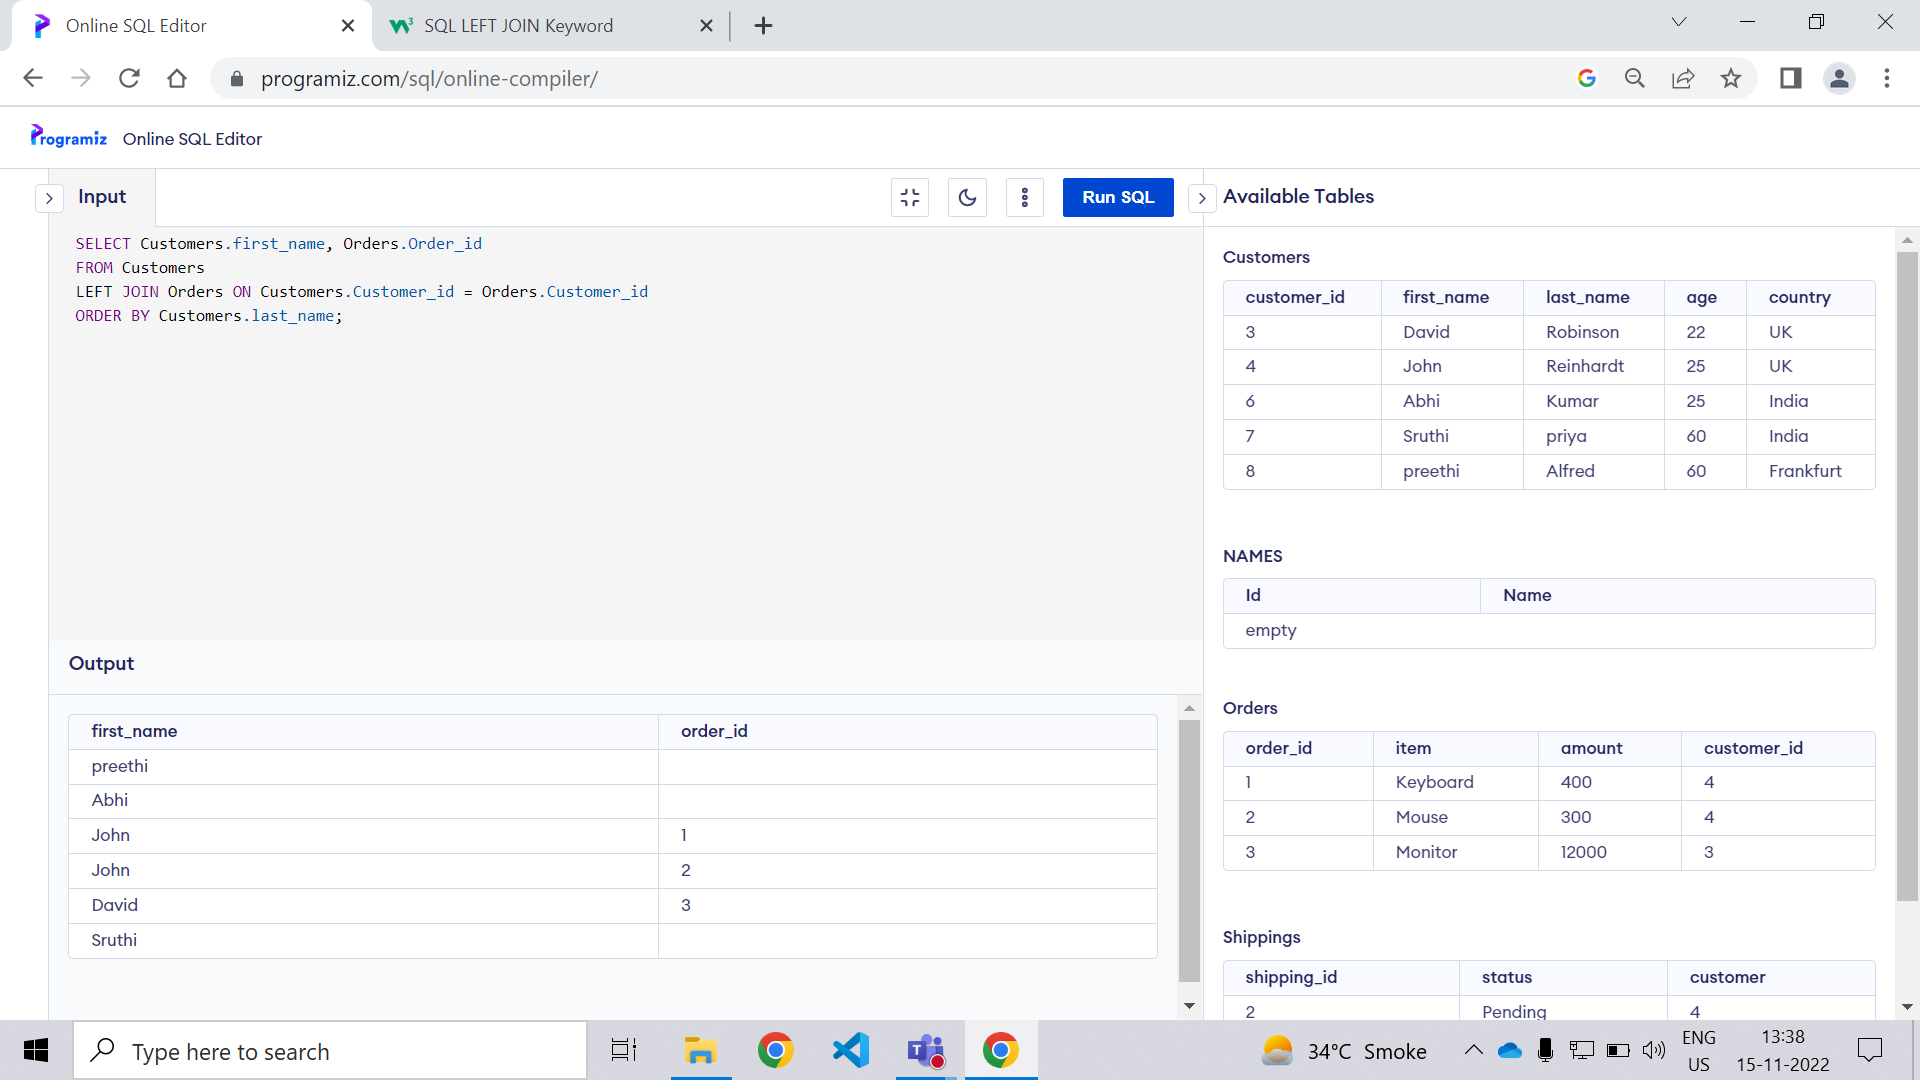 Online SQL Editor
SQL LEFT JOIN Keyword
programiz.com/sql/online-compiler/
Programiz Online SQL Editor
Input
Run SQL
SELECT Customers.first_name, Orders.Order_id
FROM Customers
LEFT JOIN Orders ON Customers.Customer_id = Orders.Customer_id
ORDER BY Customers.last_name;
Output
first_name order_id
preethi
Abhi
John 1
John 2
David 3
Sruthi
Available Tables
Customers
customer_id first_name last_name age country
3 David Robinson 22 UK
4 John Reinhardt 25 UK
6 Abhi Kumar 25 India
7 Sruthi priya 60 India
8 preethi Alfred 60 Frankfurt
NAMES
Id Name
empty
Orders
order_id item amount customer_id
1 Keyboard 400 4
2 Mouse 300 4
3 Monitor 12000 3
Shippings
shipping_id status customer
2 Pending 4
Type here to search
34°C Smoke
ENG
US
13:38
15-11-2022